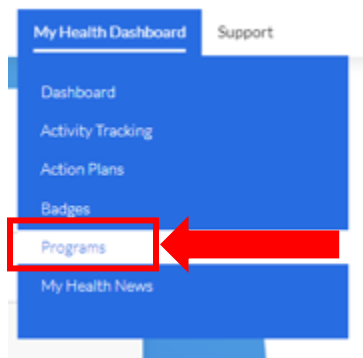 My Health Dashboard Support
Dashboard
Activity Tracking
Action Plans
Badges
Programs
My Health News